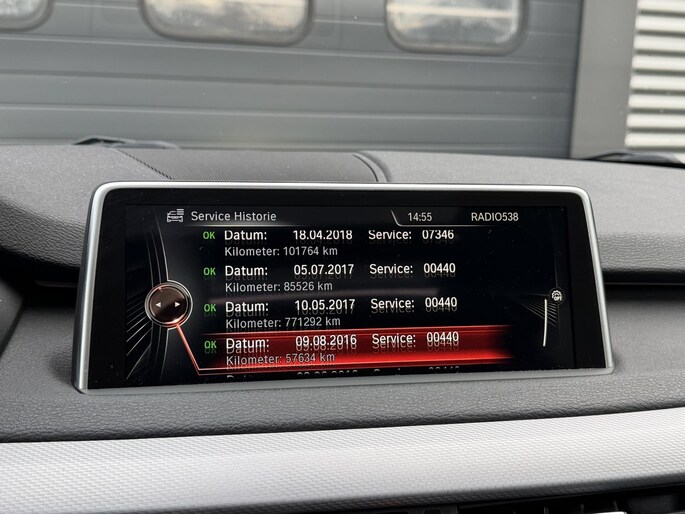 Service Historie 14:55 RADIO538
OK Datum: 18.04.2018 Service: 07346
Kilometer: 101764 km
OK Datum: 05.07.2017 Service: 00440
Kilometer: 85526 km
OK Datum: 10.05.2017 Service: 00440
Kilometer: 771292 km
OK Datum: 09.08.2016 Service: 00440
Kilometer: 57634 km